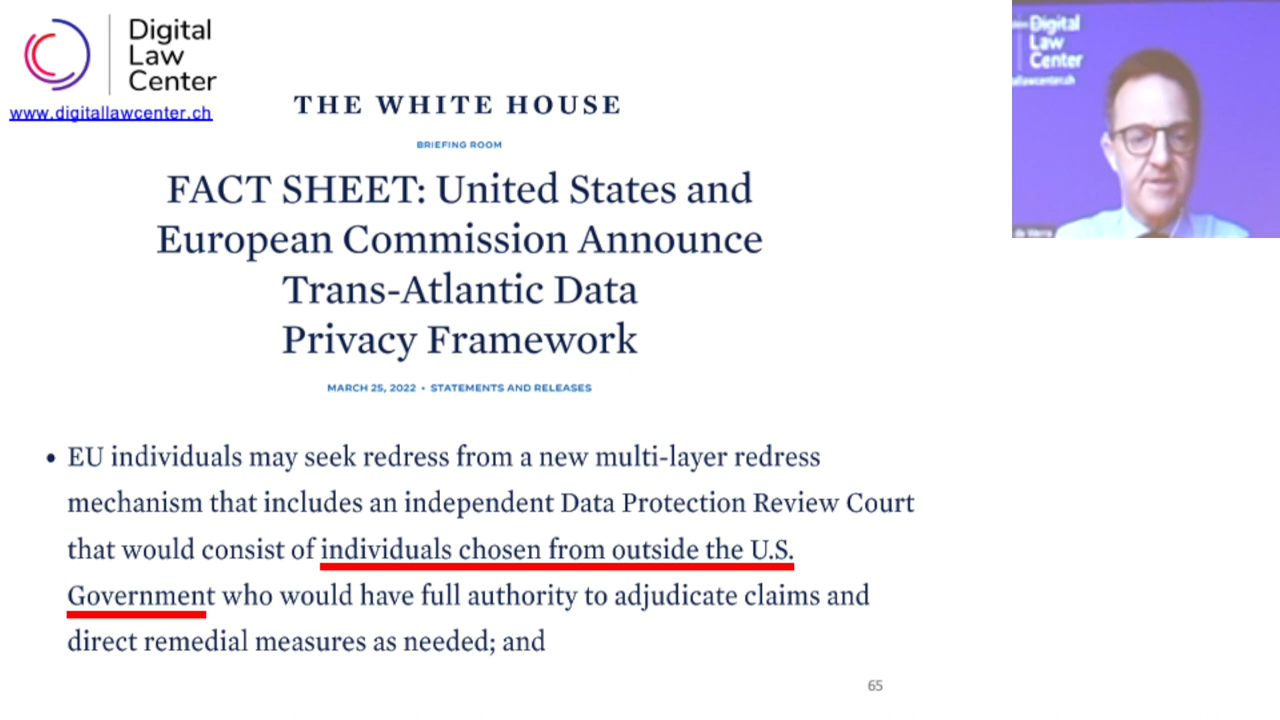 Digital
Law
Center
www.digitallawcenter.ch
THE WHITE HOUSE
BRIEFING ROOM
FACT SHEET: United States and
European Commission Announce
Trans-Atlantic Data
Privacy Framework
MARCH 25, 2022 • STATEMENTS AND RELEASES
• EU individuals may seek redress from a new multi-layer redress
mechanism that includes an independent Data Protection Review Court
that would consist of individuals chosen from outside the U.S.
Government who would have full authority to adjudicate claims and
direct remedial measures as needed; and
65
Digital
Law
Center